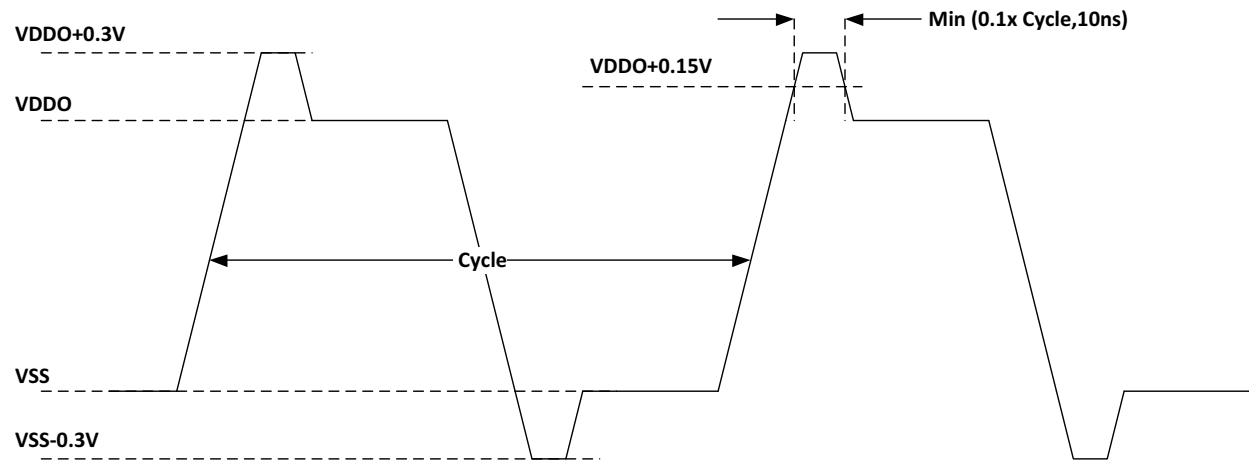 VDDO+0.3V
Min (0.1x Cycle,10ns)
VDDO+0.15V
VDDO
Cycle
VSS
VSS-0.3V